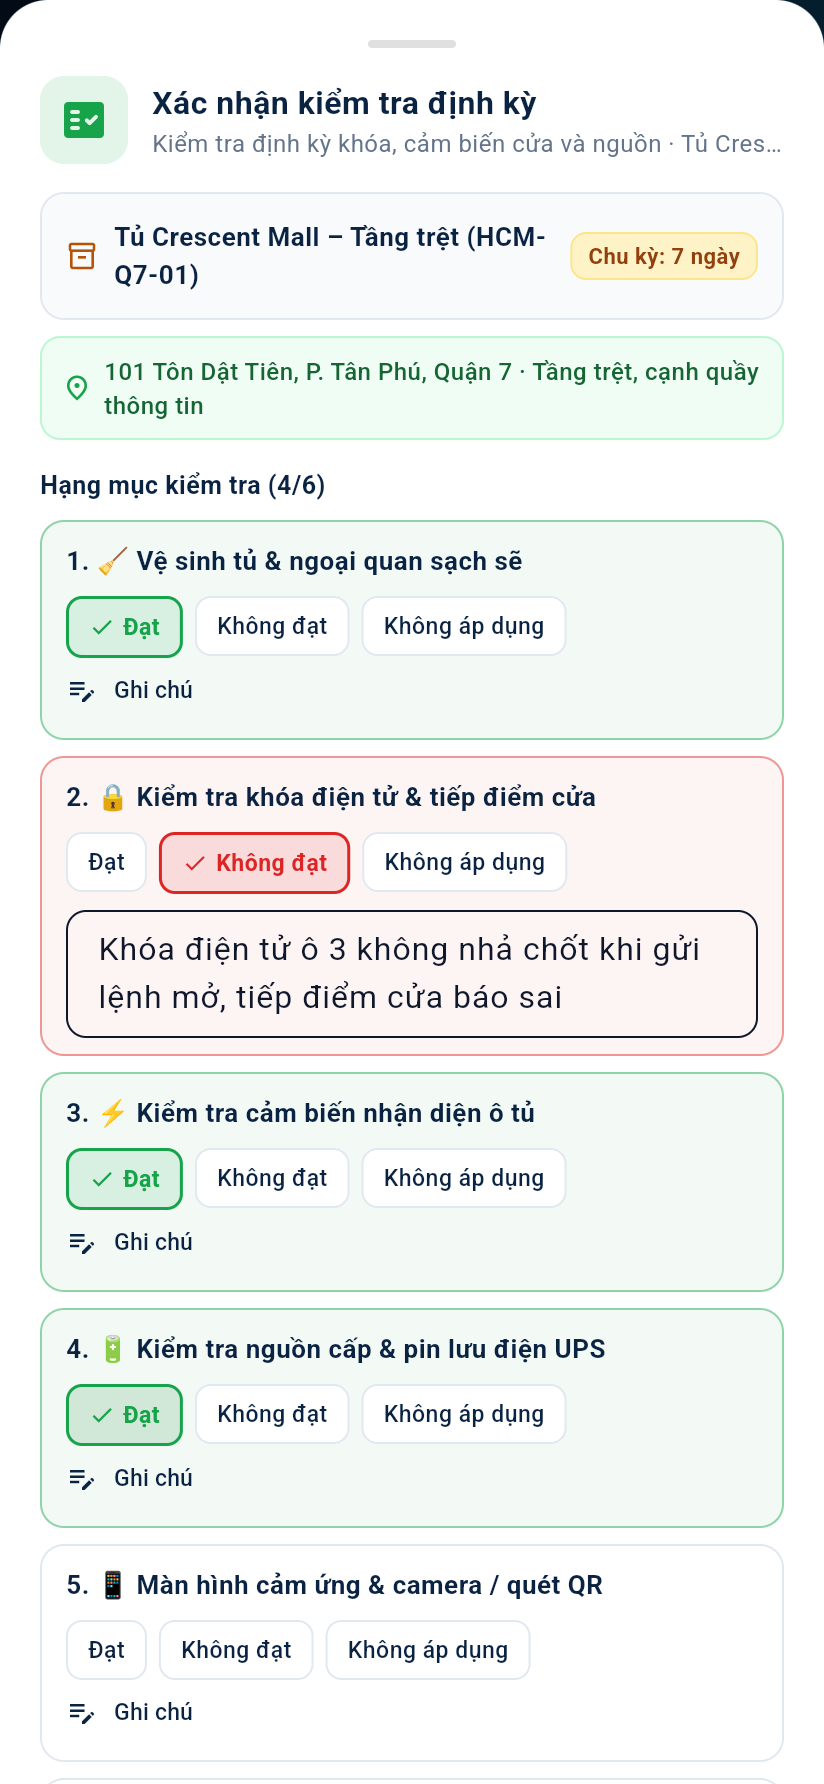 Xác nhận kiểm tra định kỳ
Kiểm tra định kỳ khóa, cảm biến cửa và nguồn · Tủ Cres...
Tủ Crescent Mall – Tầng trệt (HCM-
Q7-01)
Chu kỳ: 7 ngày
101 Tôn Dật Tiên, P. Tân Phú, Quận 7 · Tầng trệt, cạnh quầy
thông tin
Hạng mục kiểm tra (4/6)
1. 🧹 Vệ sinh tủ & ngoại quan sạch sẽ
Đạt Không đạt Không áp dụng
Ghi chú
2. 🔒 Kiểm tra khóa điện tử & tiếp điểm cửa
Đạt Không đạt Không áp dụng
Khóa điện tử ô 3 không nhả chốt khi gửi
lệnh mở, tiếp điểm cửa báo sai
3. ⚡ Kiểm tra cảm biến nhận diện ô tủ
Đạt Không đạt Không áp dụng
Ghi chú
4. 🔋 Kiểm tra nguồn cấp & pin lưu điện UPS
Đạt Không đạt Không áp dụng
Ghi chú
5. 📱 Màn hình cảm ứng & camera / quét QR
Đạt Không đạt Không áp dụng
Ghi chú